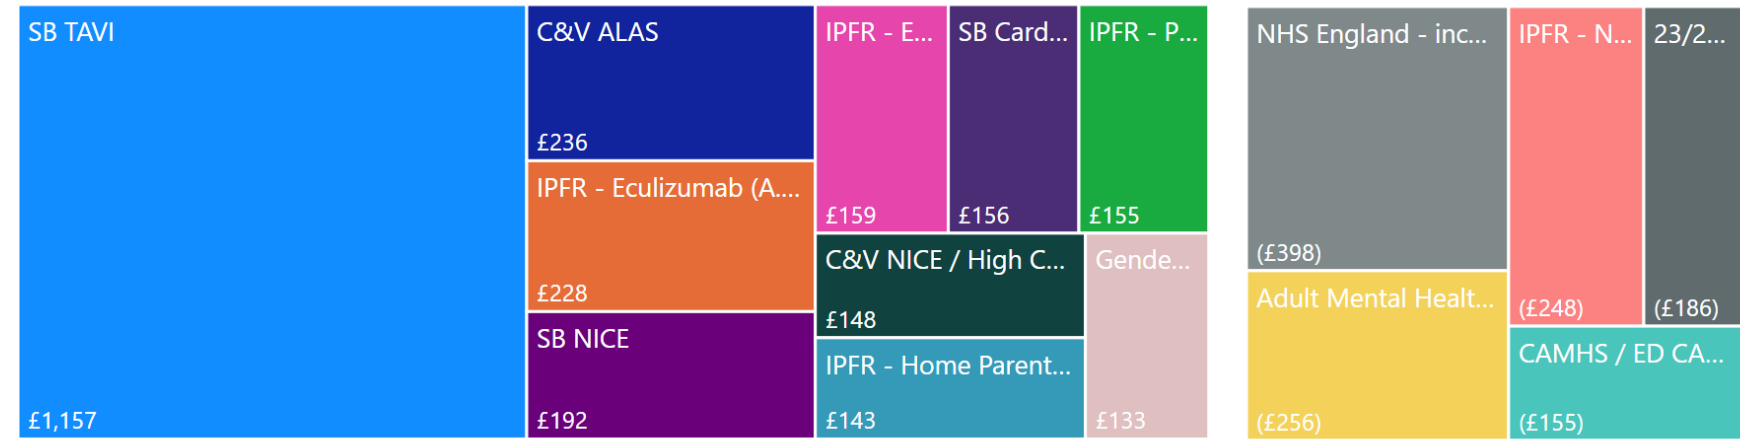 SB TAVI
£1,157
C&V ALAS
£236
IPFR - Eculizumab (A....
£228
SB NICE
£192
IPFR - E...
£159
SB Card...
£156
IPFR - P...
£155
C&V NICE / High C...
£148
IPFR - Home Parent...
£143
Gende...
£133
NHS England - inc...
(£398)
Adult Mental Healt...
(£256)
IPFR - N...
(£248)
23/2...
(£186)
CAMHS / ED CA...
(£155)